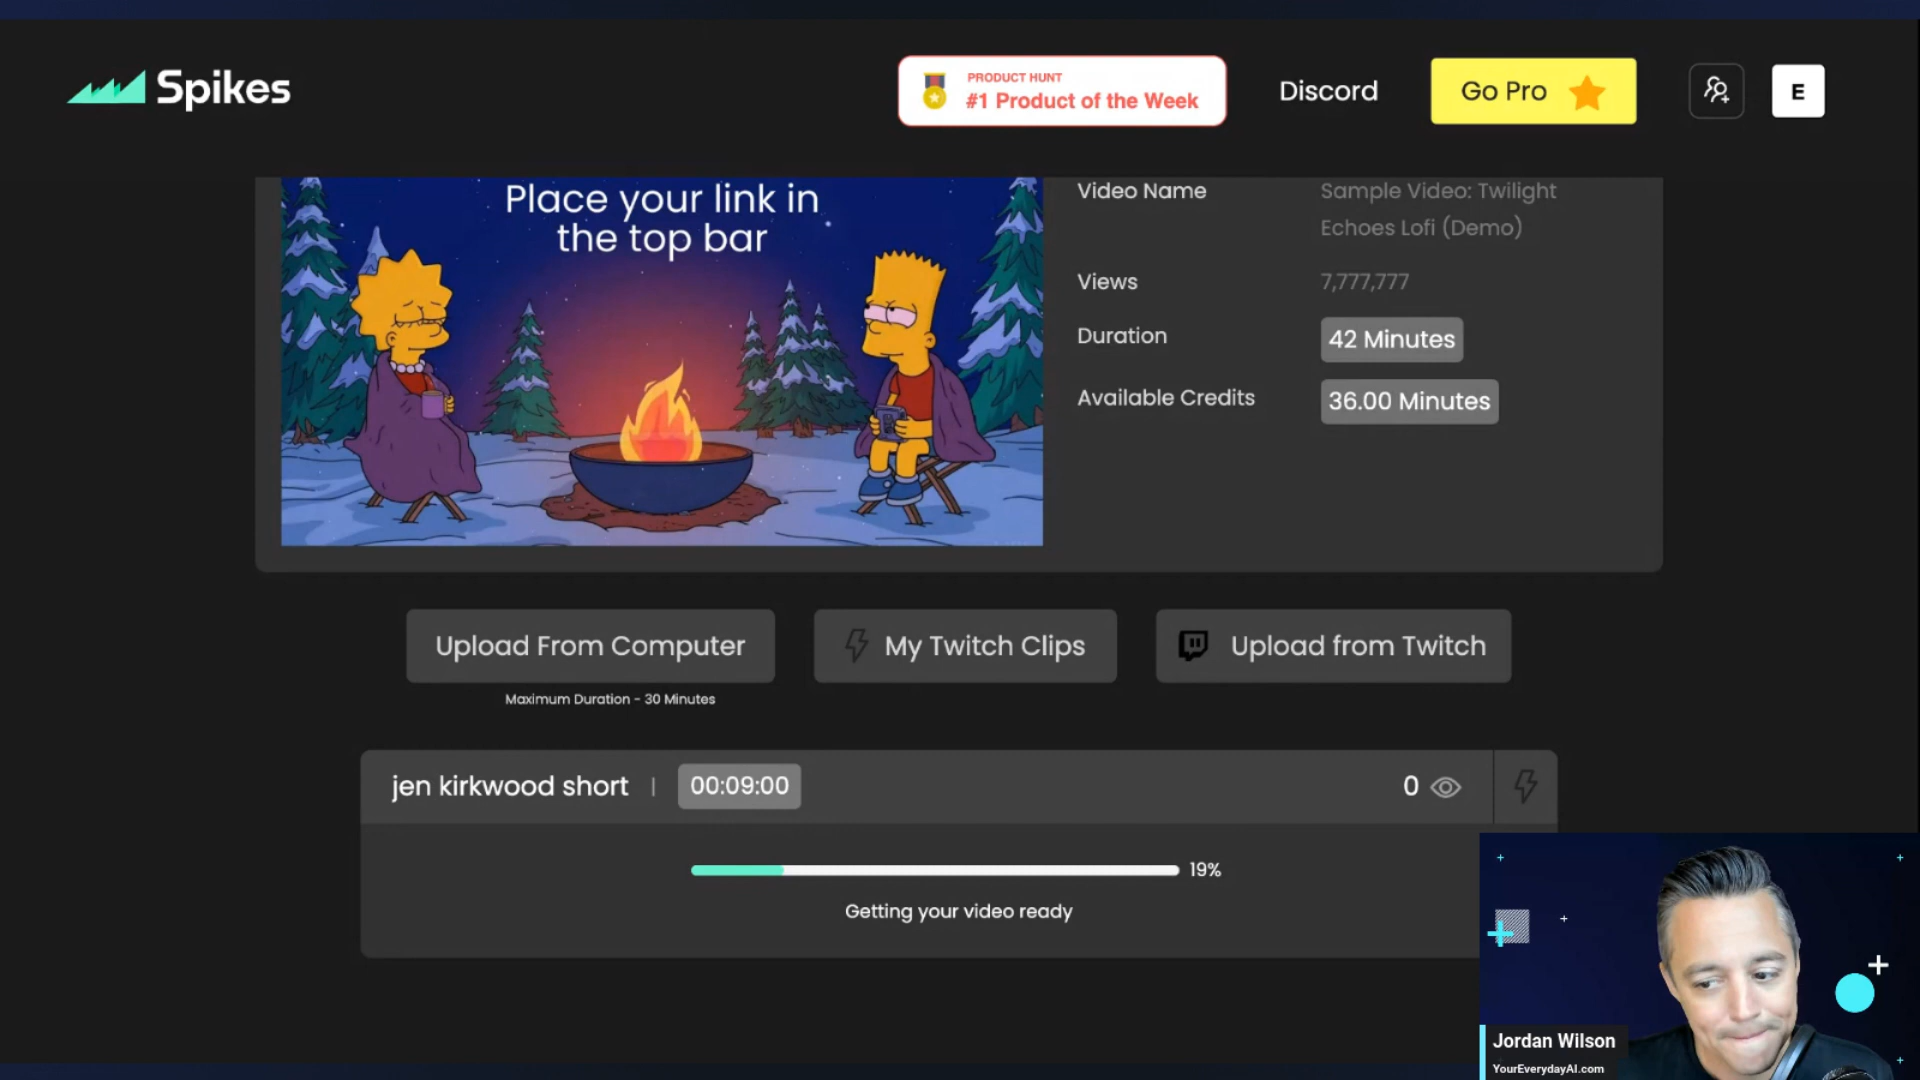 Spikes
PRODUCT HUNT
#1 Product of the Week
Discord
Go Pro
E
Place your link in
the top bar
Video Name
Sample Video: Twilight
Echoes Lofi (Demo)
Views
7,777,777
Duration
42 Minutes
Available Credits
36.00 Minutes
Upload From Computer
My Twitch Clips
Upload from Twitch
Maximum Duration - 30 Minutes
jen kirkwood short
|
00:09:00
0
19%
Getting your video ready
Jordan Wilson
YourEverydayAI.com